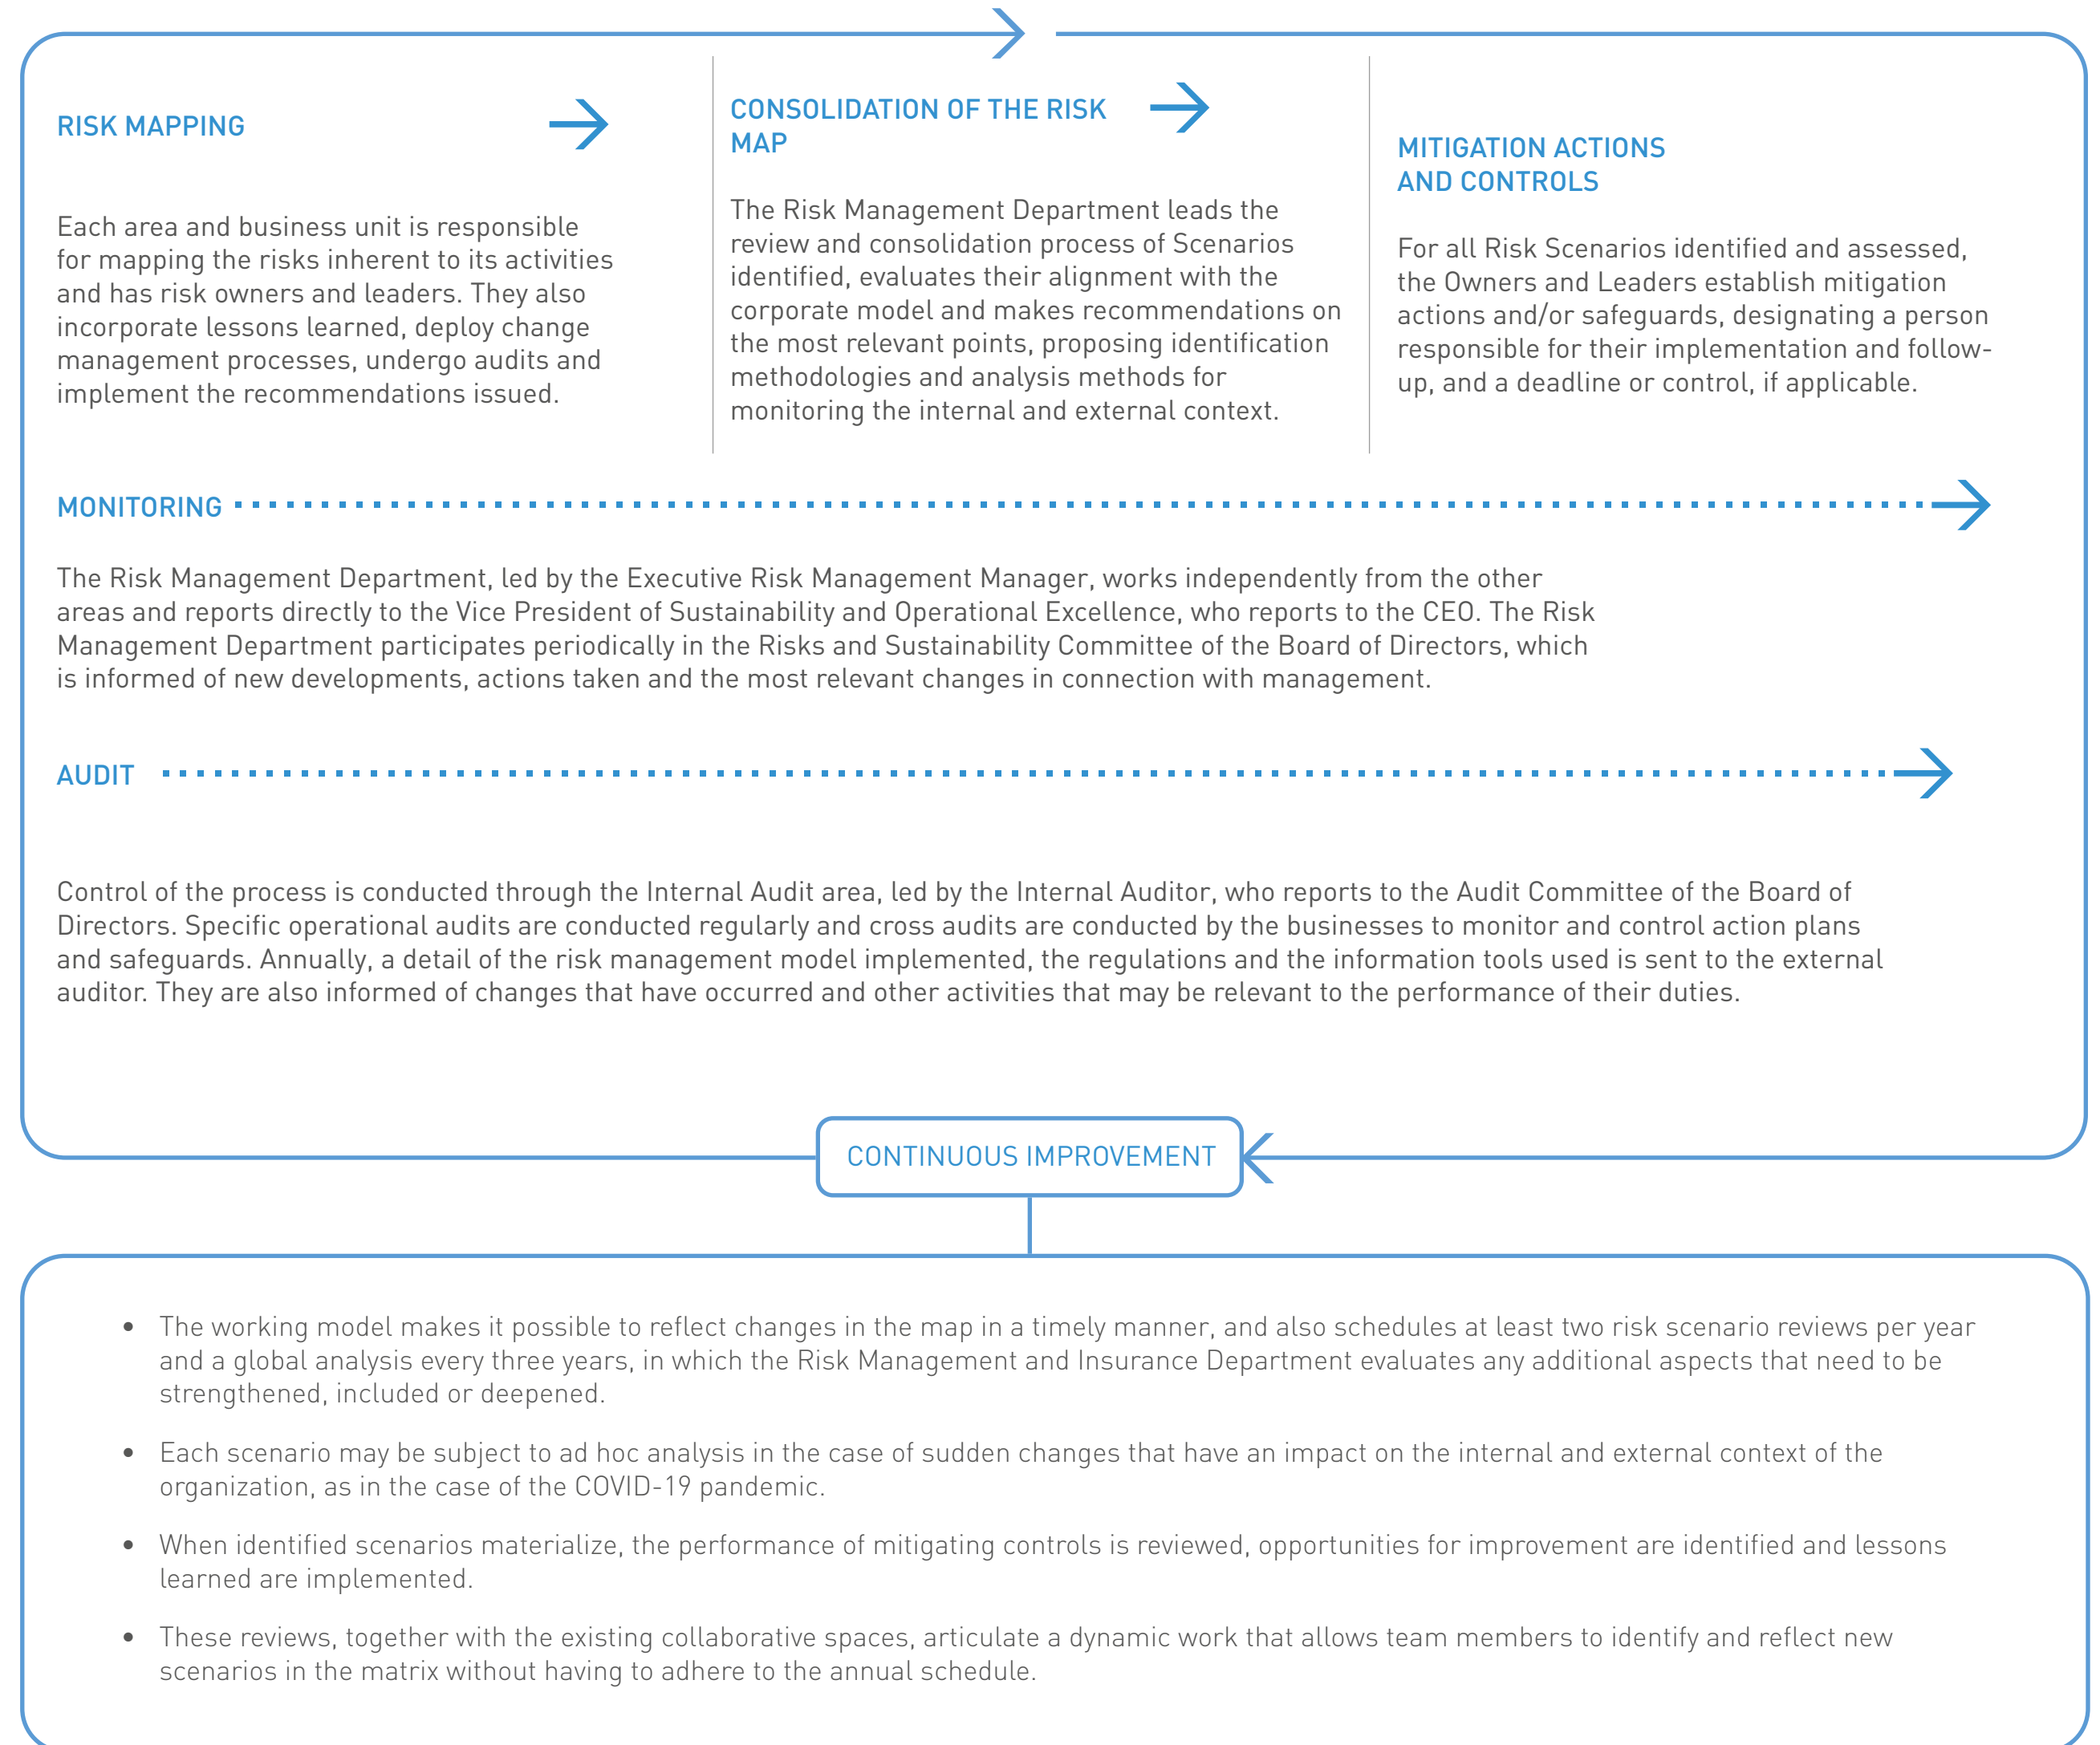 RISK MAPPING
Each area and business unit is responsible
for mapping the risks inherent to its activities
and has risk owners and leaders. They also
incorporate lessons learned, deploy change
management processes, undergo audits and
implement the recommendations issued.
CONSOLIDATION OF THE RISK
MAP
The Risk Management Department leads the
review and consolidation process of Scenarios
identified, evaluates their alignment with the
corporate model and makes recommendations on
the most relevant points, proposing identification
methodologies and analysis methods for
monitoring the internal and external context.
MITIGATION ACTIONS
AND CONTROLS
For all Risk Scenarios identified and assessed,
the Owners and Leaders establish mitigation
actions and/or safeguards, designating a person
responsible for their implementation and follow-
up, and a deadline or control, if applicable.
MONITORING
The Risk Management Department, led by the Executive Risk Management Manager, works independently from the other
areas and reports directly to the Vice President of Sustainability and Operational Excellence, who reports to the CEO. The Risk
Management Department participates periodically in the Risks and Sustainability Committee of the Board of Directors, which
is informed of new developments, actions taken and the most relevant changes in connection with management.
AUDIT
Control of the process is conducted through the Internal Audit area, led by the Internal Auditor, who reports to the Audit Committee of the Board of
Directors. Specific operational audits are conducted regularly and cross audits are conducted by the businesses to monitor and control action plans
and safeguards. Annually, a detail of the risk management model implemented, the regulations and the information tools used is sent to the external
auditor. They are also informed of changes that have occurred and other activities that may be relevant to the performance of their duties.
CONTINUOUS IMPROVEMENT
• The working model makes it possible to reflect changes in the map in a timely manner, and also schedules at least two risk scenario reviews per year
and a global analysis every three years, in which the Risk Management and Insurance Department evaluates any additional aspects that need to be
strengthened, included or deepened.
• Each scenario may be subject to ad hoc analysis in the case of sudden changes that have an impact on the internal and external context of the
organization, as in the case of the COVID-19 pandemic.
• When identified scenarios materialize, the performance of mitigating controls is reviewed, opportunities for improvement are identified and lessons
learned are implemented.
• These reviews, together with the existing collaborative spaces, articulate a dynamic work that allows team members to identify and reflect new
scenarios in the matrix without having to adhere to the annual schedule.